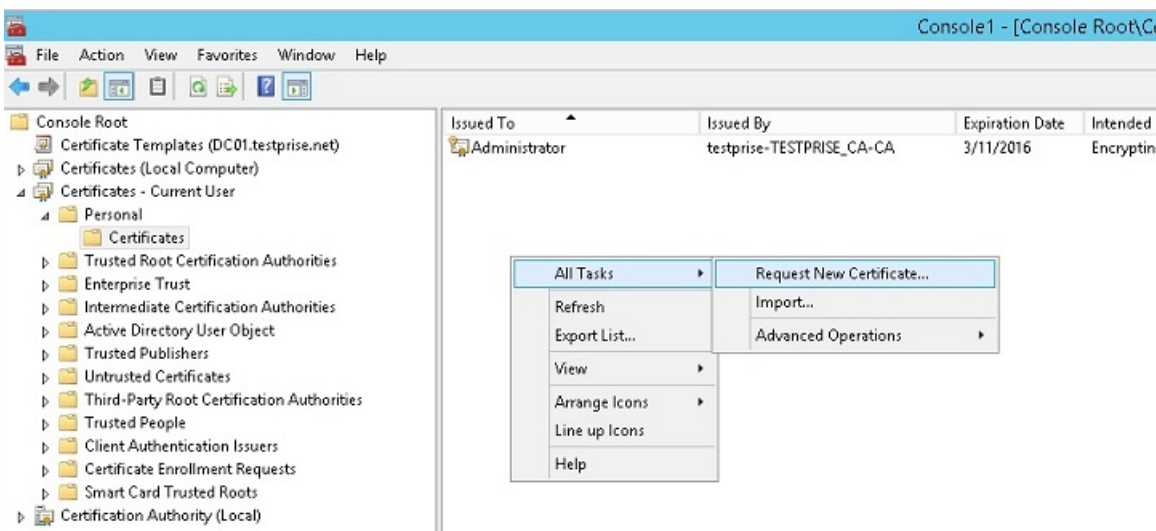 Console1 - [Console Root\Ce
File Action View Favorites Window Help
Console Root
Certificate Templates (DC01.testprise.net)
Certificates (Local Computer)
Certificates - Current User
Personal
Certificates
Trusted Root Certification Authorities
Enterprise Trust
Intermediate Certification Authorities
Active Directory User Object
Trusted Publishers
Untrusted Certificates
Third-Party Root Certification Authorities
Trusted People
Client Authentication Issuers
Certificate Enrollment Requests
Smart Card Trusted Roots
Certification Authority (Local)
Issued To Issued By Expiration Date Intended
Administrator testprise-TESTPRISE_CA-CA 3/11/2016 Encryptin
All Tasks
Refresh
Export List...
View
Arrange Icons
Line up Icons
Help
Request New Certificate...
Import...
Advanced Operations